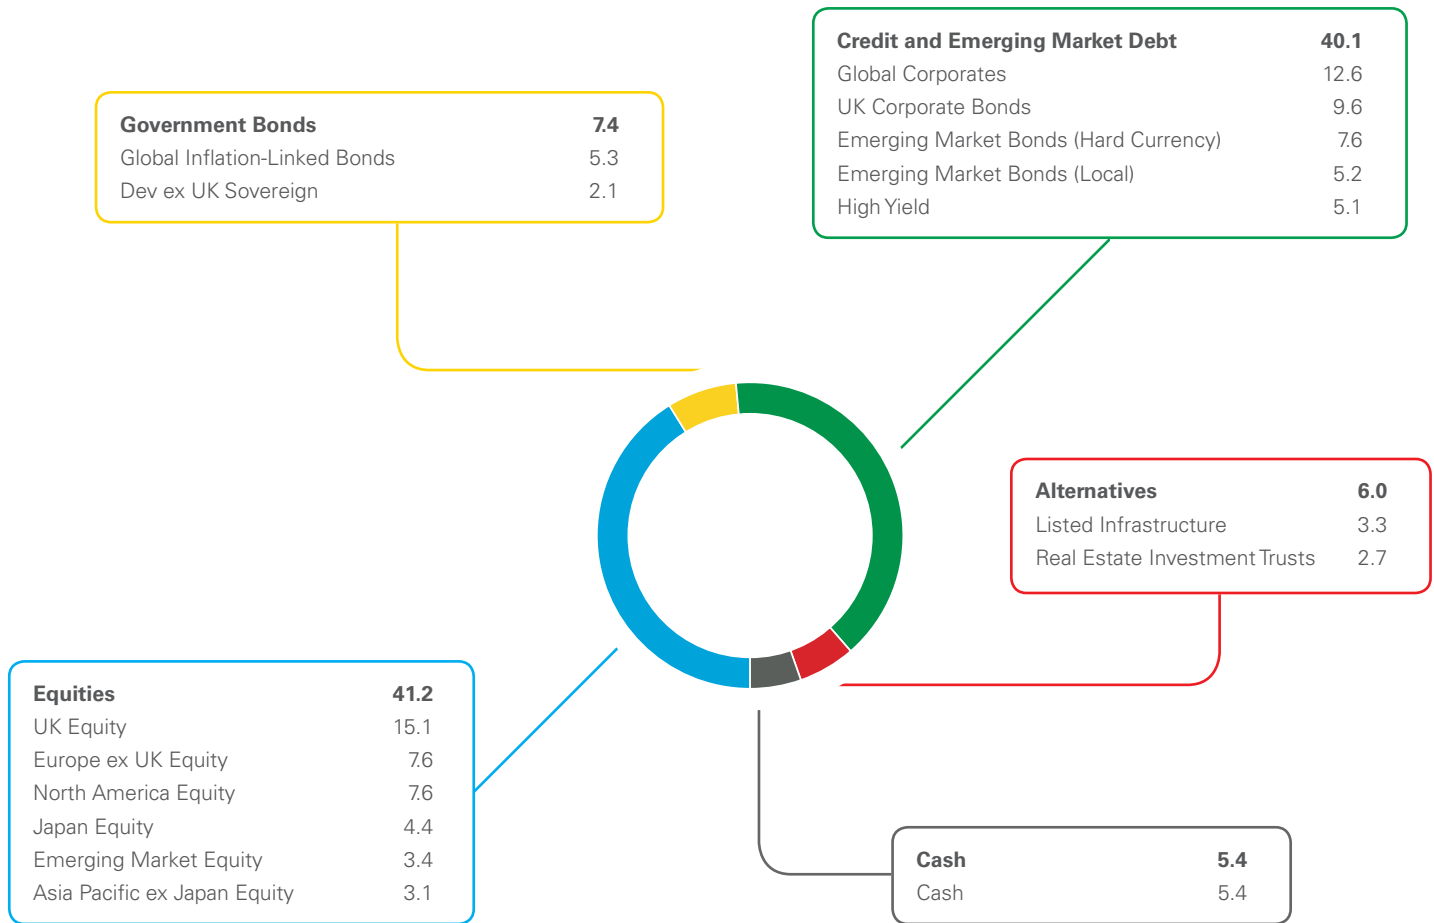 Credit and Emerging Market Debt 40.1
Global Corporates 12.6
UK Corporate Bonds 9.6
Emerging Market Bonds (Hard Currency) 7.6
Emerging Market Bonds (Local) 5.2
High Yield 5.1
Government Bonds 7.4
Global Inflation-Linked Bonds 5.3
Dev ex UK Sovereign 2.1
Alternatives 6.0
Listed Infrastructure 3.3
Real Estate Investment Trusts 2.7
Equities 41.2
UK Equity 15.1
Europe ex UK Equity 7.6
North America Equity 7.6
Japan Equity 4.4
Emerging Market Equity 3.4
Asia Pacific ex Japan Equity 3.1
Cash 5.4
Cash 5.4